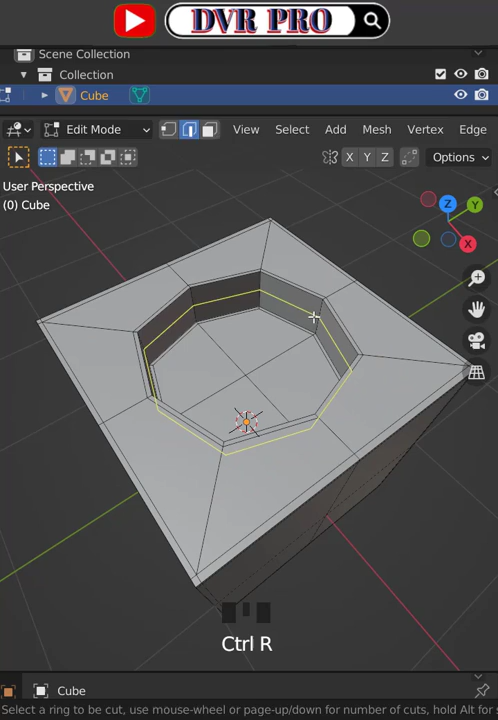 DVR PRO
Scene Collection
Collection
Cube
Edit Mode
View Select Add Mesh Vertex Edge
X Y Z Options
User Perspective
(0) Cube
Z Y
X
Ctrl R
Cube
Select a ring to be cut, use mouse-wheel or page-up/down for number of cuts, hold Alt for